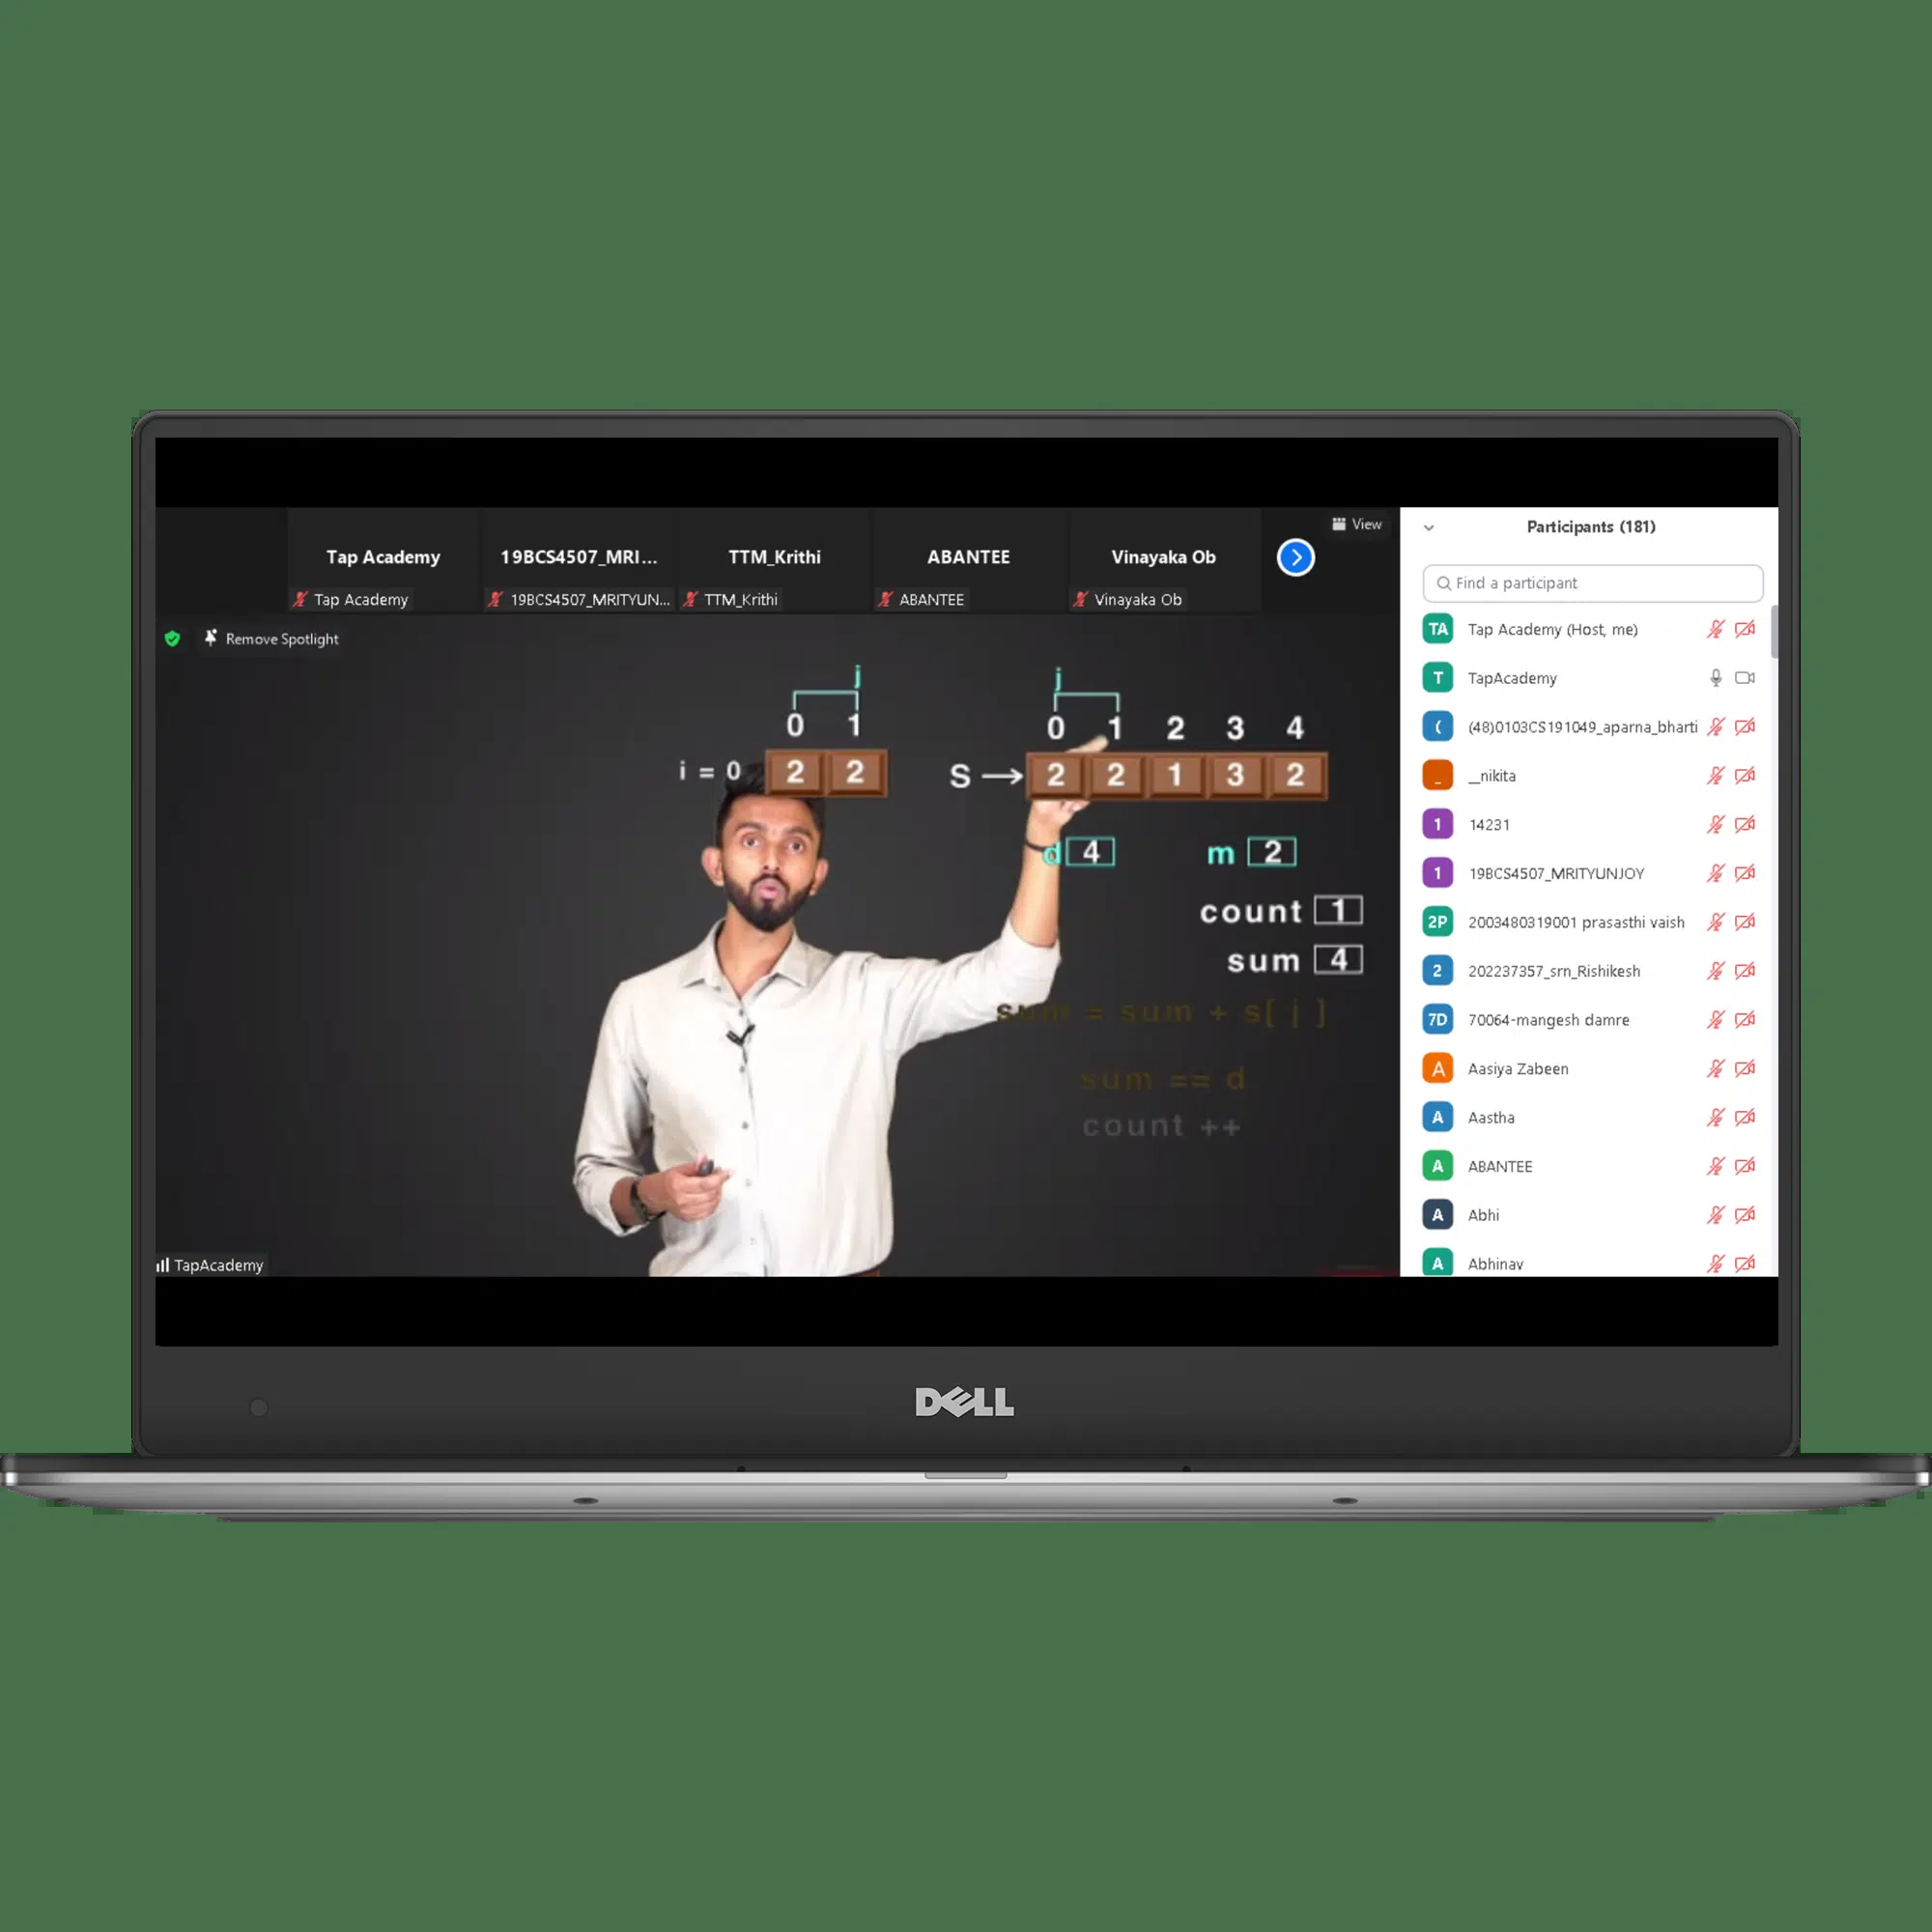 View
Tap Academy
19BCS4507_MRI...
TTM_Krithi
ABANTEE
Vinayaka Ob
Tap Academy
19BCS4507_MRITYUN...
TTM_Krithi
ABANTEE
Vinayaka Ob
Remove Spotlight
j
0 1
i = 0 2 2
j
0 1 2 3 4
S → 2 2 1 3 2
d 4 m 2
count 1
sum 4
sum = sum + s[ j ]
sum == d
count ++
TapAcademy
Participants (181)
Find a participant
TA Tap Academy (Host, me)
T TapAcademy
( (48)0103CS191049_aparna_bharti
_ __nikita
1 14231
1 19BCS4507_MRITYUNJOY
2P 2003480319001 prasasthi vaish
2 202237357_srn_Rishikesh
7D 70064-mangesh damre
A Aasiya Zabeen
A Aastha
A ABANTEE
A Abhi
A Abhinav
DELL